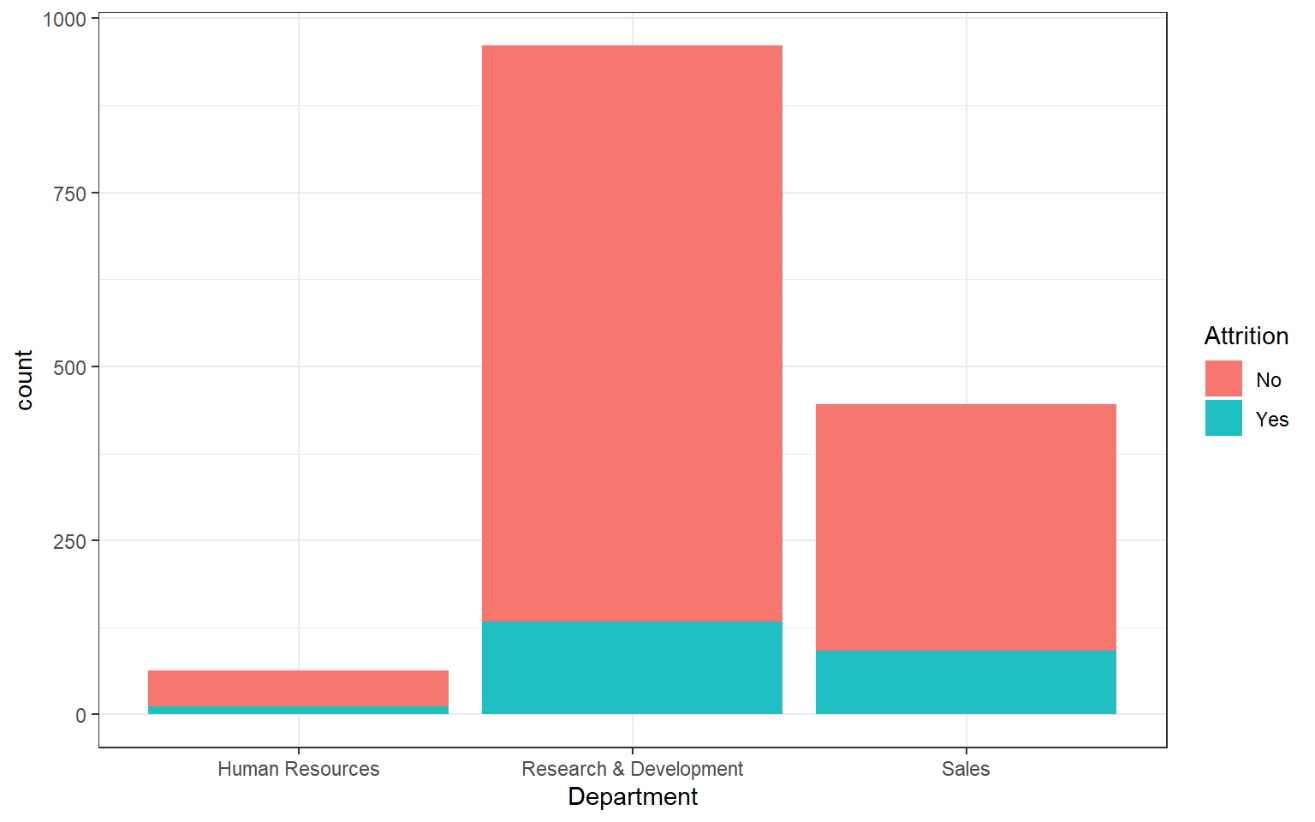 1000
750
500
250
0
count
Human Resources
Research & Development
Sales
Department
Attrition
No
Yes